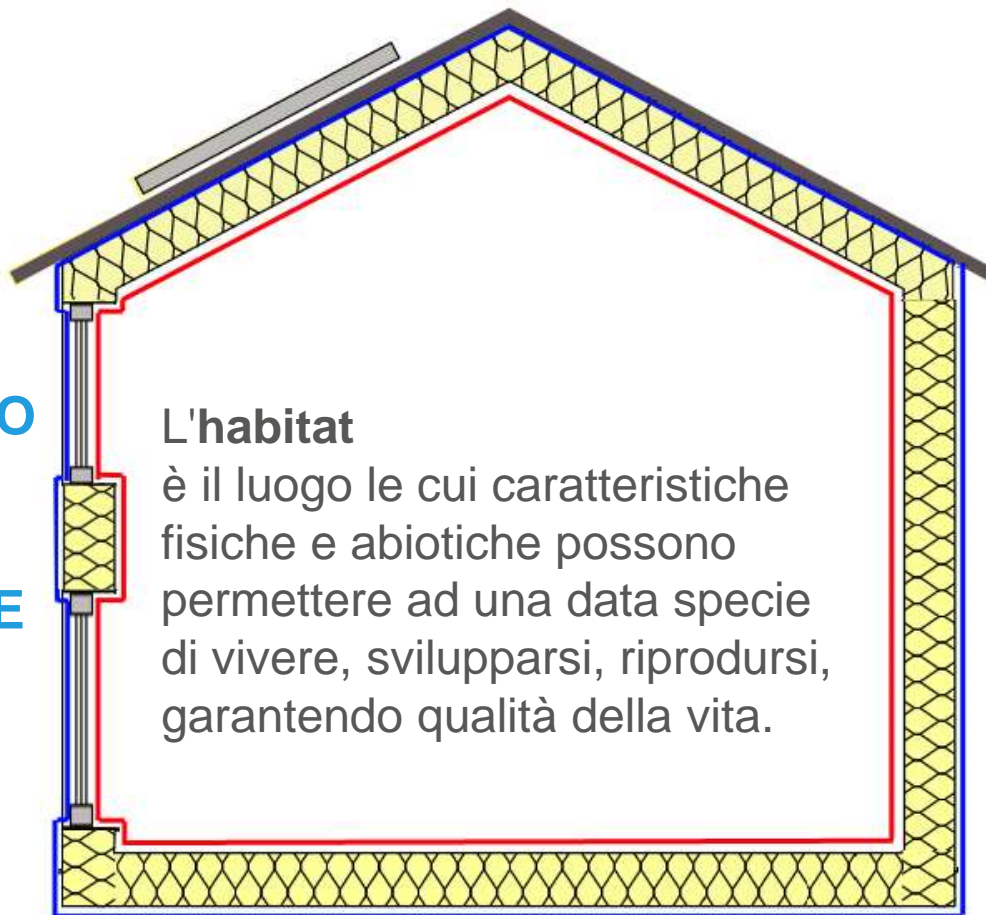 O
L'habitat
è il luogo le cui caratteristiche
fisiche e abiotiche possono
permettere ad una data specie
E
di vivere, svilupparsi, riprodursi,
garantendo qualità della vita.